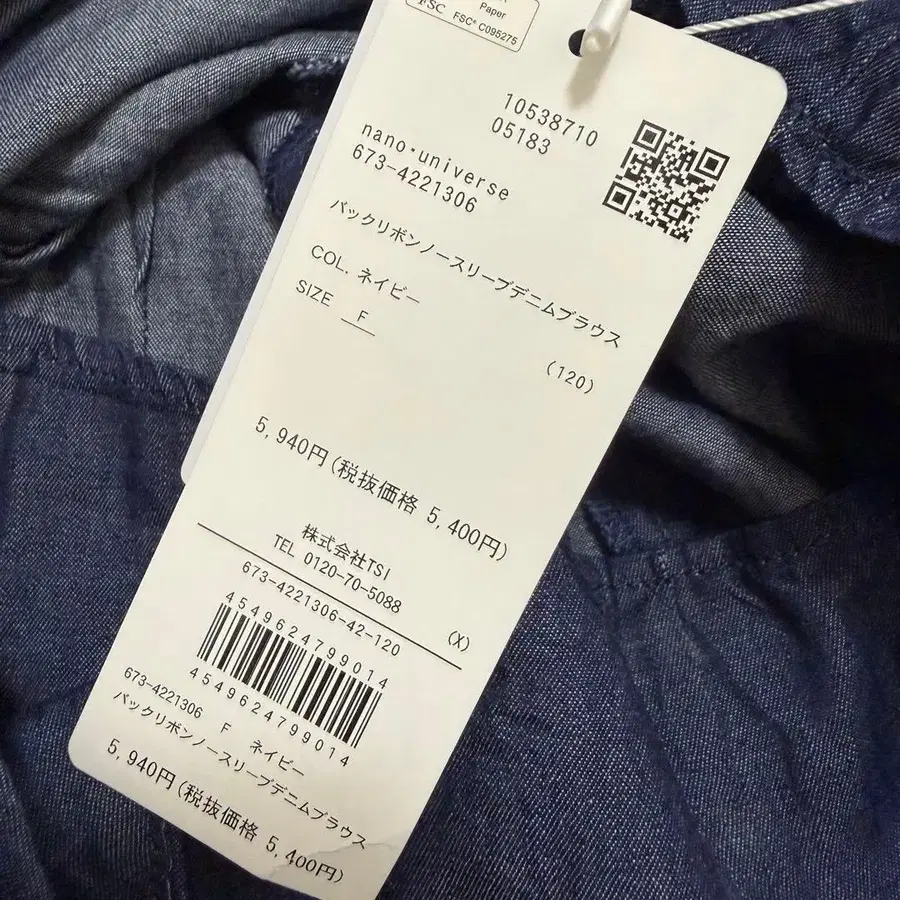 Paper
FSC FSC® C095275
10538710
05183
nano・universe
673-4221306
バックリボンノースリーブデニムブラウス
COL. ネイビー
SIZE F
(120)
5,940円(税抜価格 5,400円)
株式会社TSI
TEL 0120-70-5088
673-4221306-42-120
(X)
4549624799014
4549624799014
673-4221306 F ネイビー
バックリボンノースリーブデニムブラウス
5,940円(税抜価格 5,400円)